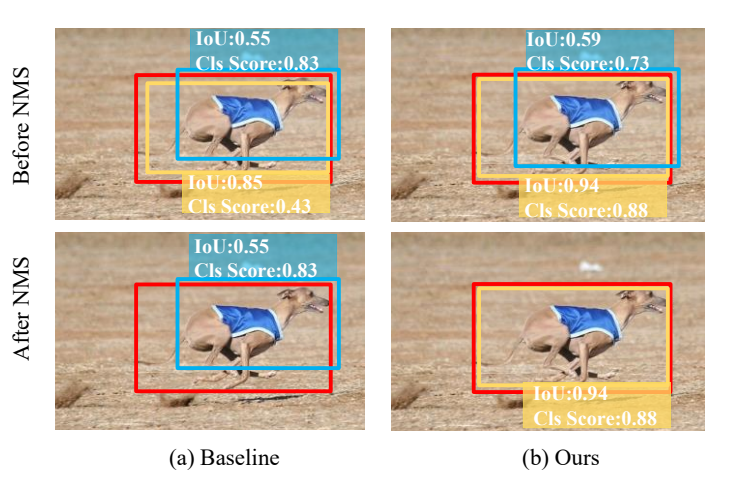 IoU:0.55
Cls Score:0.83
IoU:0.59
Cls Score:0.73
Before NMS
IoU:0.85
Cls Score:0.43
IoU:0.94
Cls Score:0.88
IoU:0.55
Cls Score:0.83
After NMS
IoU:0.94
Cls Score:0.88
(a) Baseline
(b) Ours